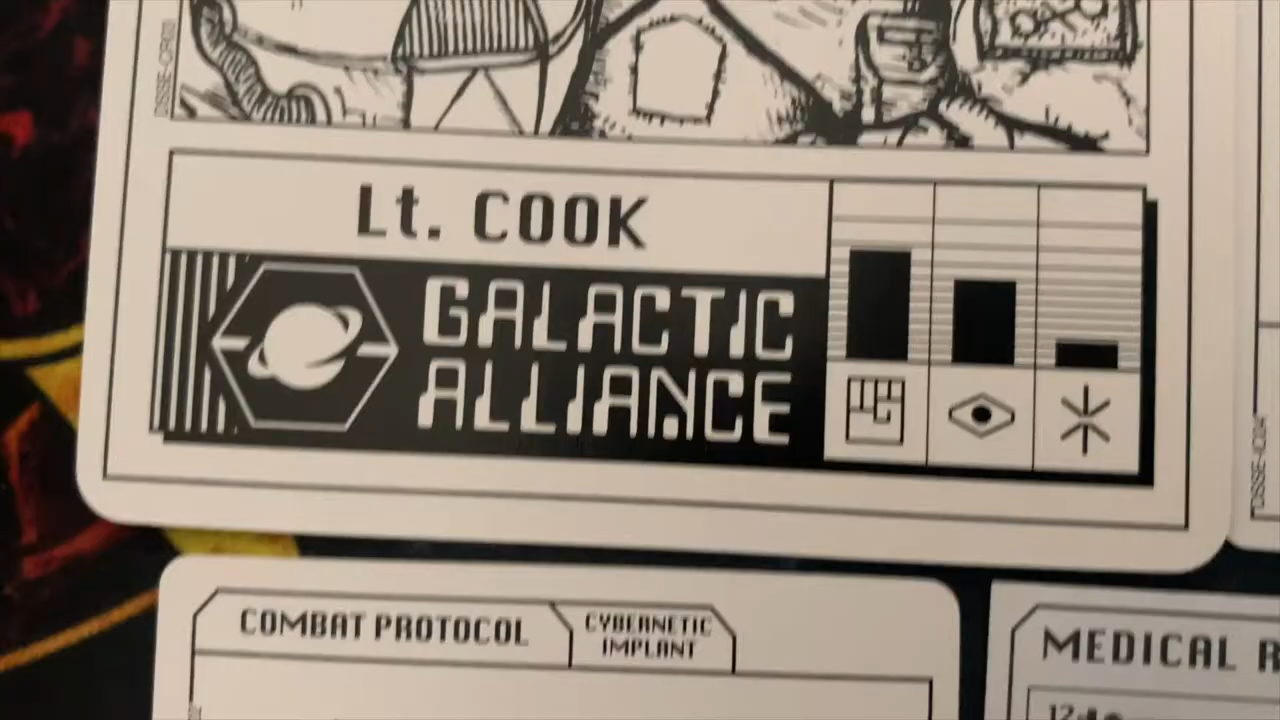 Lt. COOK
GALACTIC
ALLIANCE
COMBAT PROTOCOL
CYBERNETIC
IMPLANT
MEDICAL R